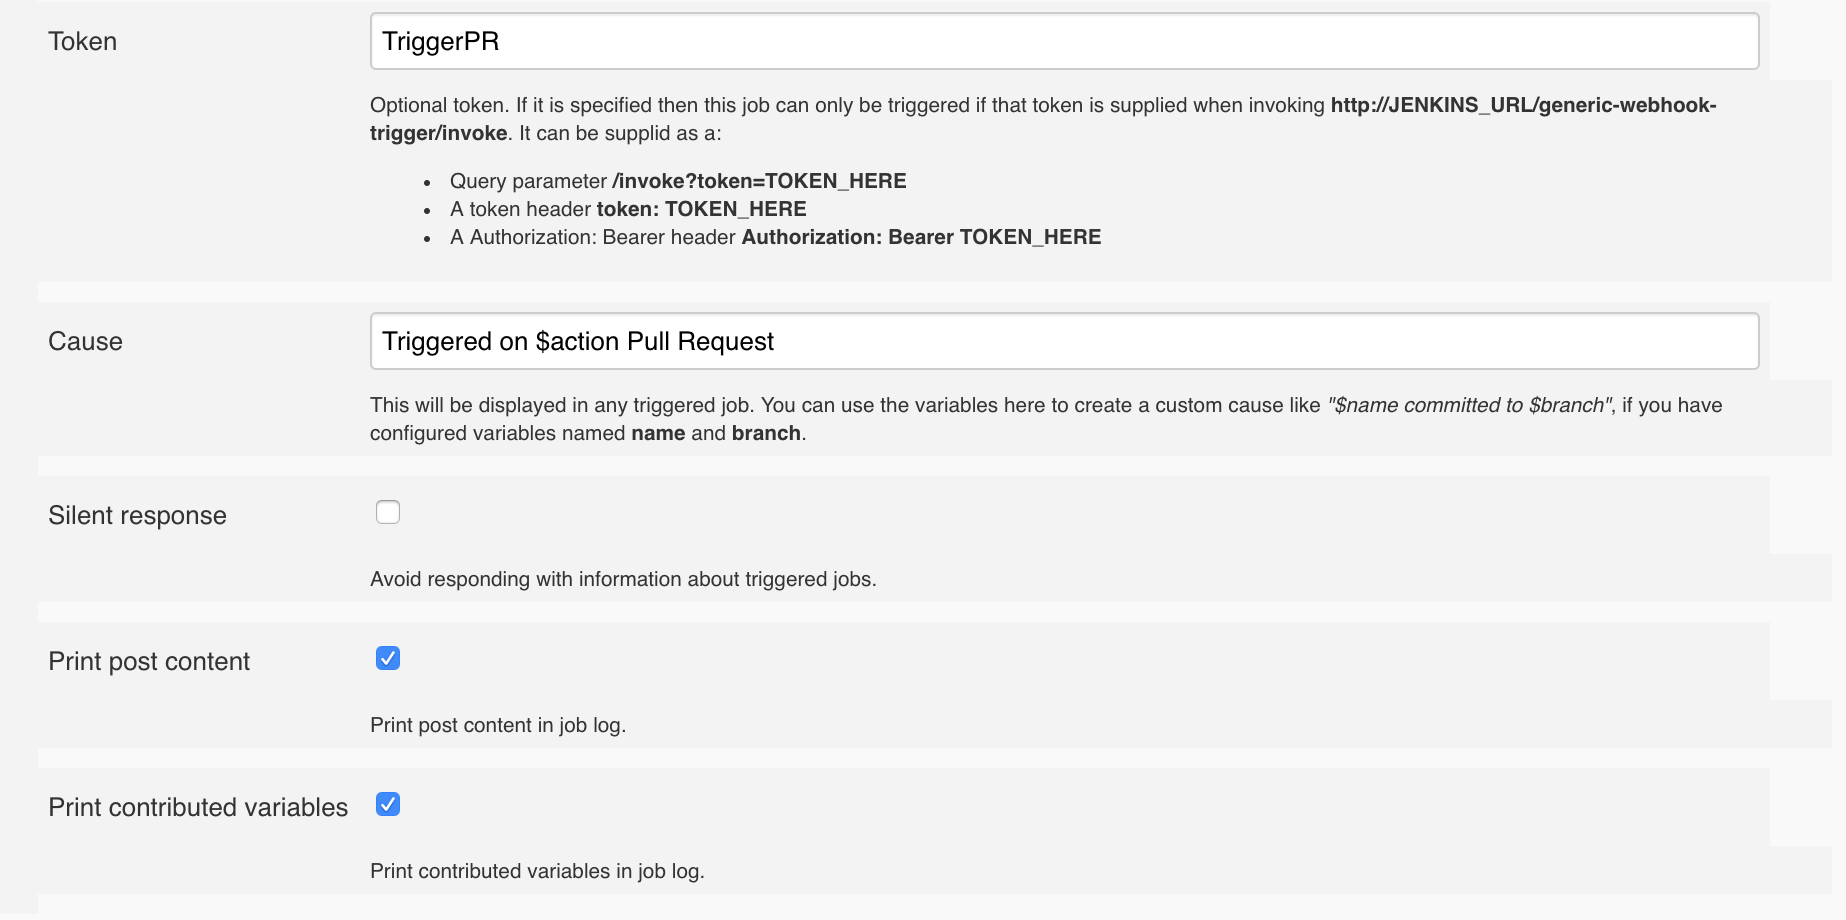 Token
TriggerPR
Optional token. If it is specified then this job can only be triggered if that token is supplied when invoking http://JENKINS_URL/generic-webhook-
trigger/invoke. It can be supplid as a:
• Query parameter /invoke?token=TOKEN_HERE
• A token header token: TOKEN_HERE
• A Authorization: Bearer header Authorization: Bearer TOKEN_HERE
Cause
Triggered on $action Pull Request
This will be displayed in any triggered job. You can use the variables here to create a custom cause like "$name committed to $branch", if you have
configured variables named name and branch.
Silent response
Avoid responding with information about triggered jobs.
Print post content
Print post content in job log.
Print contributed variables
Print contributed variables in job log.